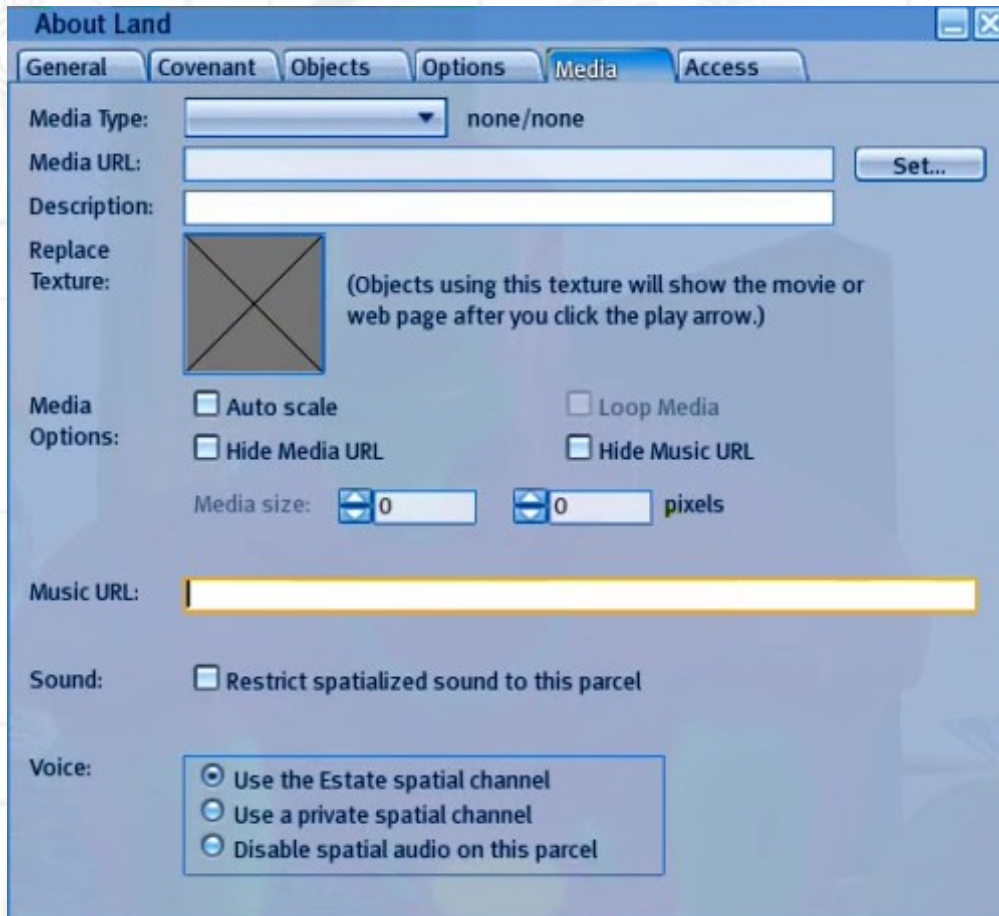 About Land
General Covenant Objects Options Media Access
Media Type: none/none
Media URL: Set...
Description:
Replace
Texture:
(Objects using this texture will show the movie or
web page after you click the play arrow.)
Media
Options:
Auto scale Loop Media
Hide Media URL Hide Music URL
Media size: 0 0 pixels
Music URL:
Sound: Restrict spatialized sound to this parcel
Voice:
Use the Estate spatial channel
Use a private spatial channel
Disable spatial audio on this parcel